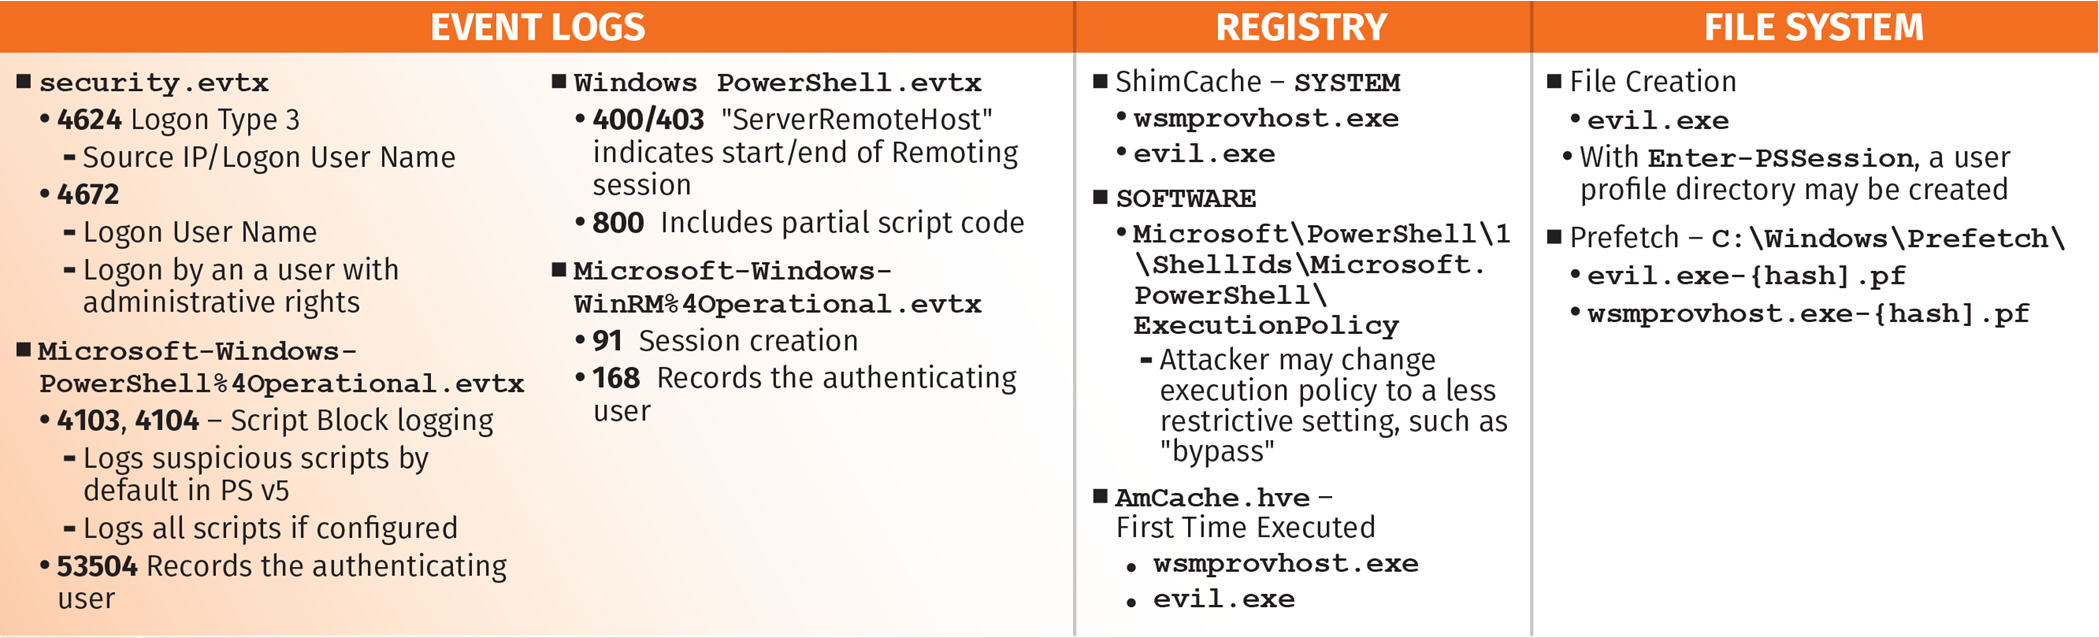 EVENT LOGS
■ security.evtx
• 4624 Logon Type 3
- Source IP/Logon User Name
• 4672
- Logon User Name
- Logon by an a user with
administrative rights
■ Microsoft-Windows-
PowerShell%4Operational.evtx
• 4103, 4104 – Script Block logging
- Logs suspicious scripts by
default in PS v5
- Logs all scripts if configured
• 53504 Records the authenticating
user
■ Windows PowerShell.evtx
• 400/403 "ServerRemoteHost"
indicates start/end of Remoting
session
• 800 Includes partial script code
■ Microsoft-Windows-
WinRM%4Operational.evtx
• 91 Session creation
• 168 Records the authenticating
user
REGISTRY
■ ShimCache – SYSTEM
• wsmprovhost.exe
• evil.exe
■ SOFTWARE
• Microsoft\PowerShell\1
\ShellIds\Microsoft.
PowerShell\
ExecutionPolicy
- Attacker may change
execution policy to a less
restrictive setting, such as
"bypass"
■ AmCache.hve –
First Time Executed
• wsmprovhost.exe
• evil.exe
FILE SYSTEM
■ File Creation
• evil.exe
• With Enter-PSSession, a user
profile directory may be created
■ Prefetch – C:\Windows\Prefetch\
• evil.exe-{hash].pf
• wsmprovhost.exe-{hash].pf